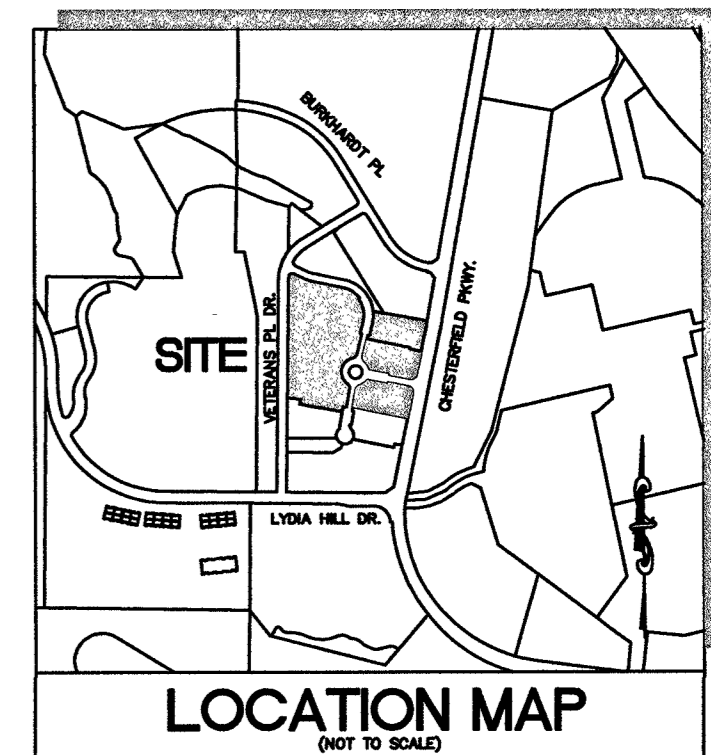 BURKHARDT PL
CHESTERFIELD PKWY.
SITE
VETERANS PL DR.
LYDIA HILL DR.
LOCATION MAP
(NOT TO SCALE)